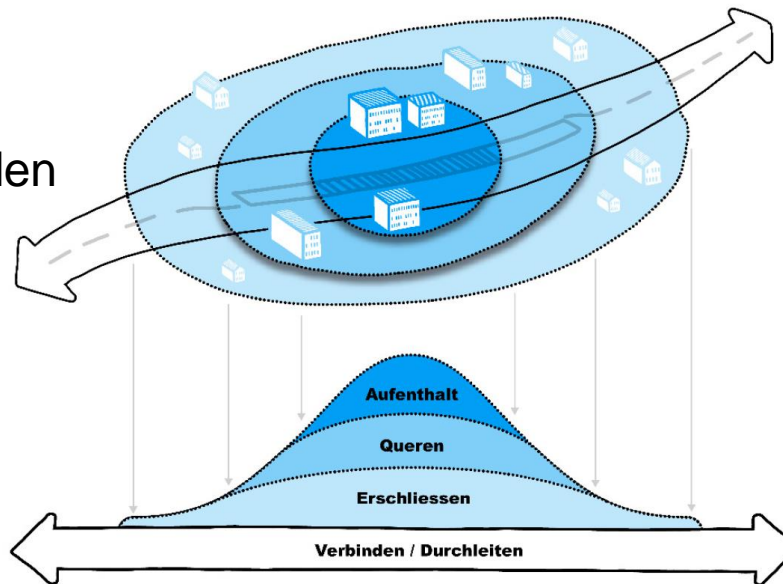 Aufenthalt
Queren
Erschliessen
Verbinden / Durchleiten